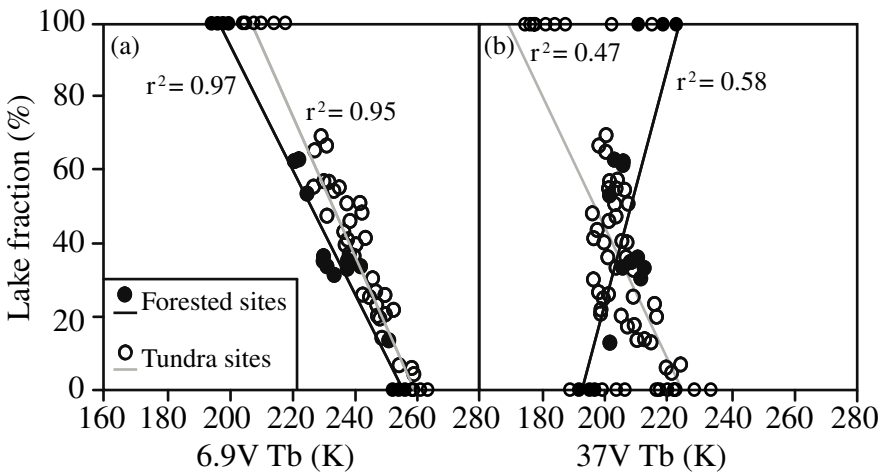 100
80
60
40
20
0
Lake fraction (%)
(a)
r² = 0.97
r² = 0.95
Forested sites
Tundra sites
(b)
r² = 0.47
r² = 0.58
160 180 200 220 240 260 280 180 200 220 240 260 280
6.9V Tb (K) 37V Tb (K)